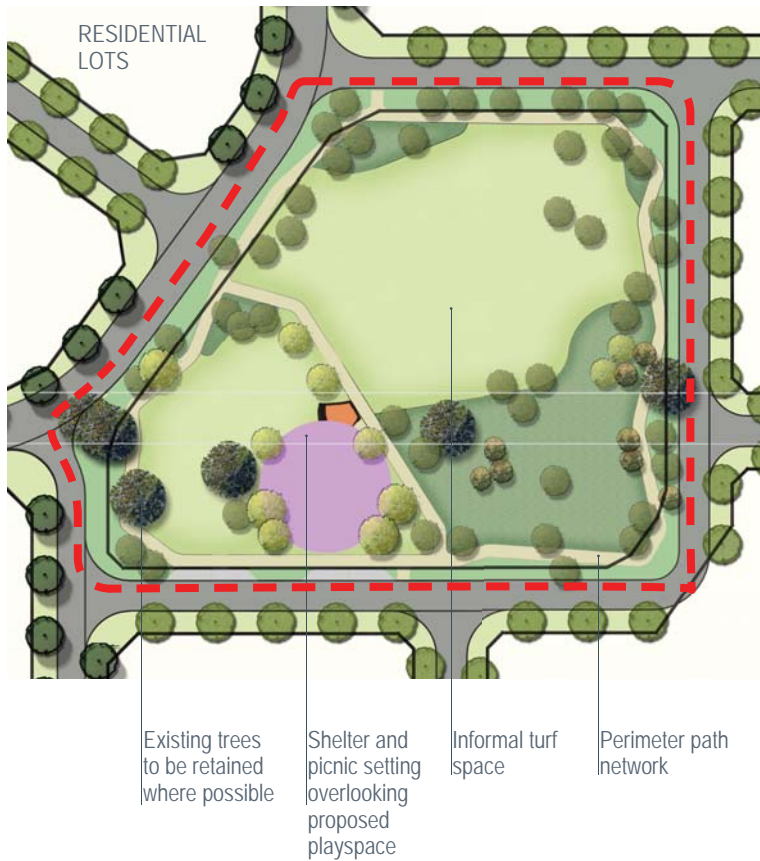 RESIDENTIAL
LOTS
Existing trees
to be retained
where possible
Shelter and
picnic setting
overlooking
proposed
playspace
Informal turf
space
Perimeter path
network